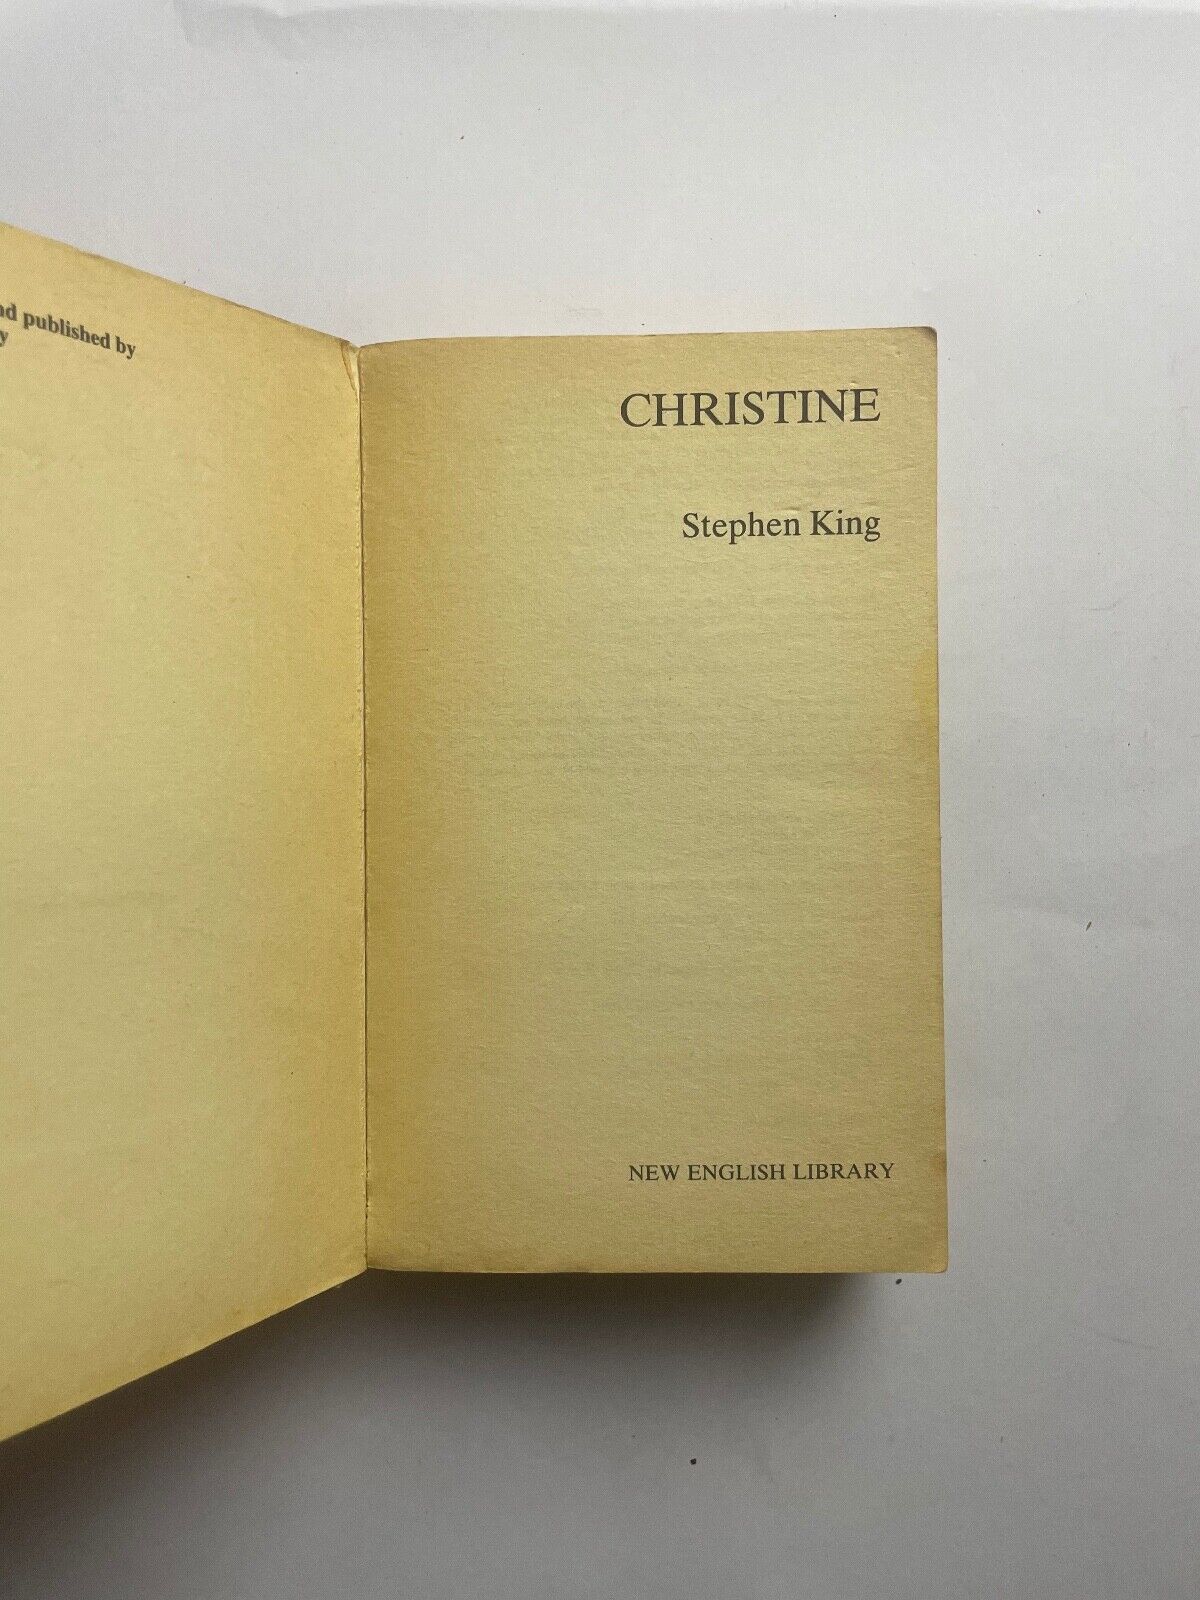 nd published by
y
CHRISTINE
Stephen King
NEW ENGLISH LIBRARY